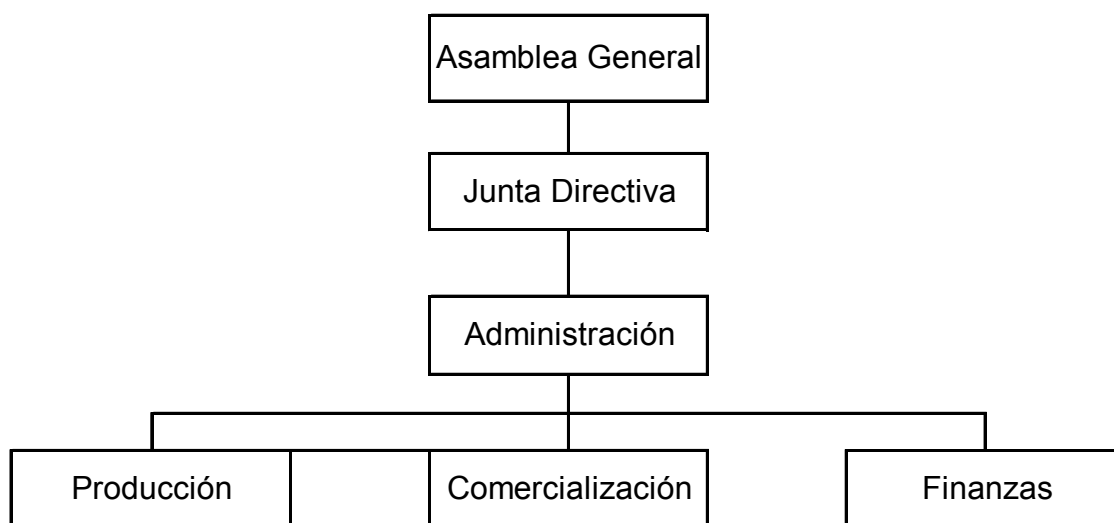 Asamblea General
Junta Directiva
Administración
Producción
Comercialización
Finanzas